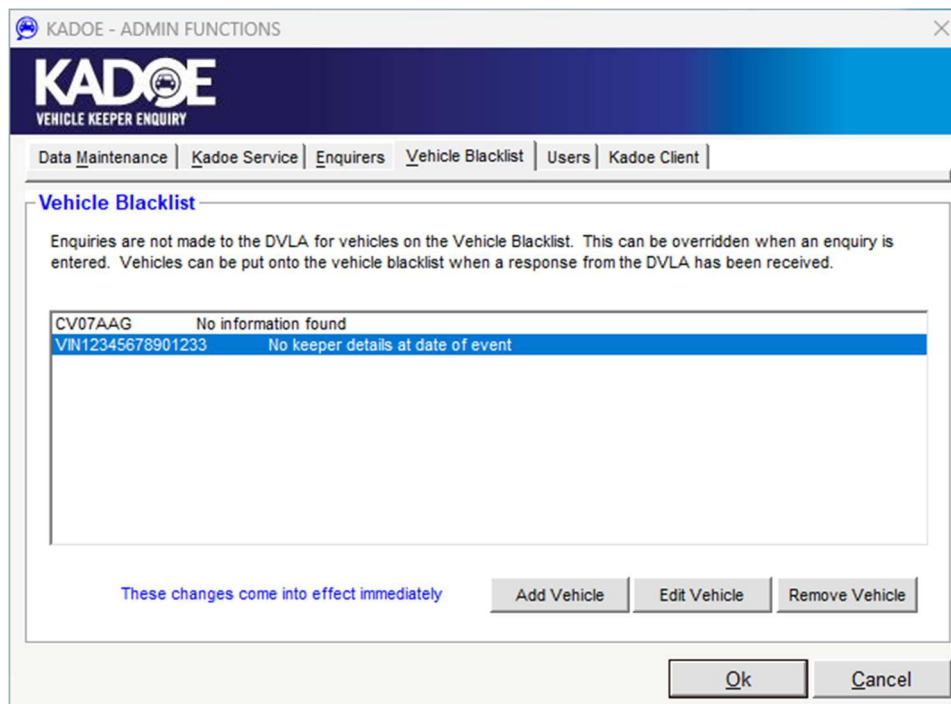 KADOE - ADMIN FUNCTIONS
KADOE
VEHICLE KEEPER ENQUIRY
Data Maintenance Kadoe Service Enquirers Vehicle Blacklist Users Kadoe Client
Vehicle Blacklist
Enquiries are not made to the DVLA for vehicles on the Vehicle Blacklist. This can be overridden when an enquiry is
entered. Vehicles can be put onto the vehicle blacklist when a response from the DVLA has been received.
CV07AAG No information found
VIN12345678901233 No keeper details at date of event
These changes come into effect immediately Add Vehicle Edit Vehicle Remove Vehicle
Ok Cancel